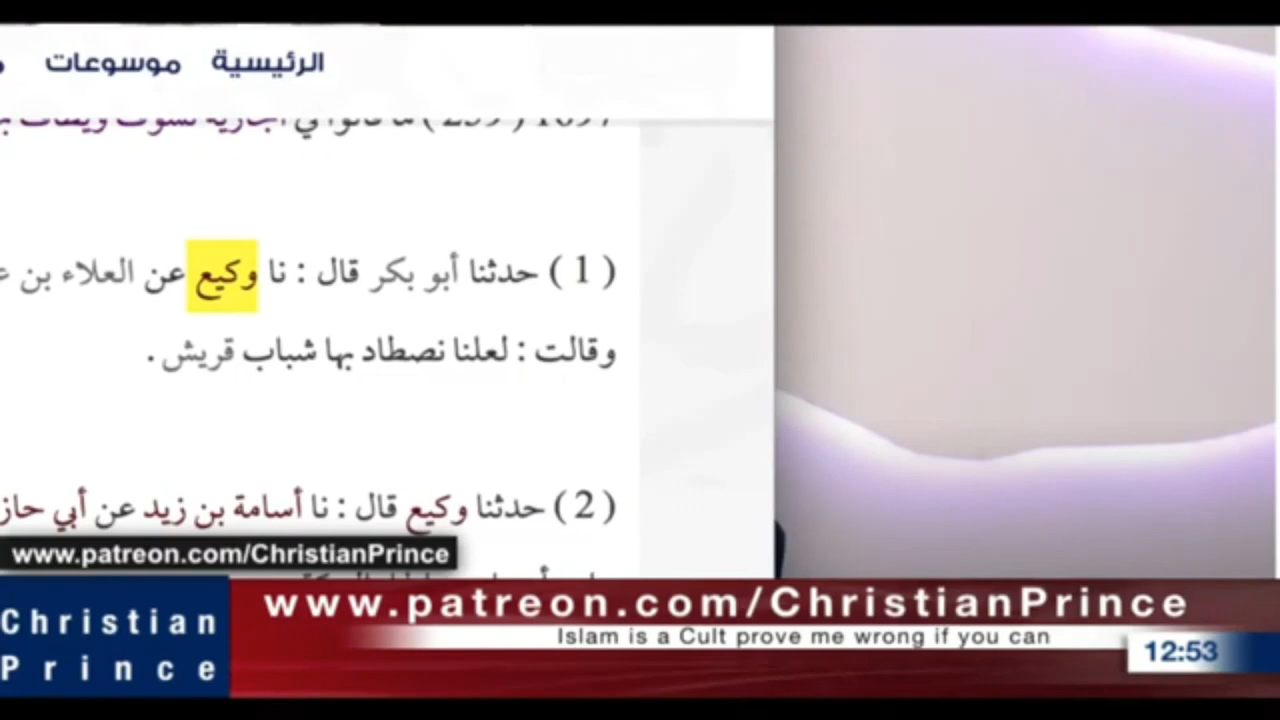 الرئيسية موسوعات
( 1 ) حدثنا أبو بكر قال : نا وكيع عن العلاء بن
وقالت : لعلنا نصطاد بها شباب قريش .
( 2 ) حدثنا وكيع قال : نا أسامة بن زيد عن أبي
www.patreon.com/ChristianPrince
www.patreon.com/ChristianPrince
Islam is a Cult prove me wrong if you can
Christian
Prince
12:53